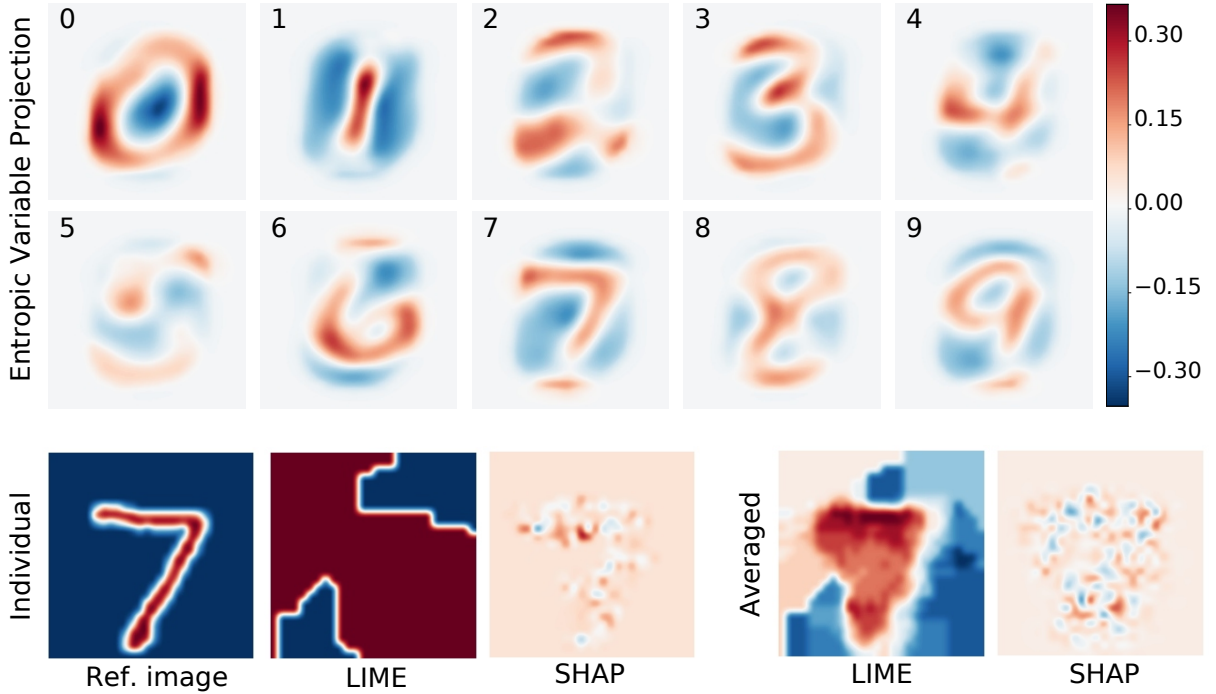 Entropic Variable Projection
0 1 2 3 4
5 6 7 8 9
0.30
0.15
0.00
−0.15
−0.30
Individual
Averaged
Ref. image LIME SHAP LIME SHAP